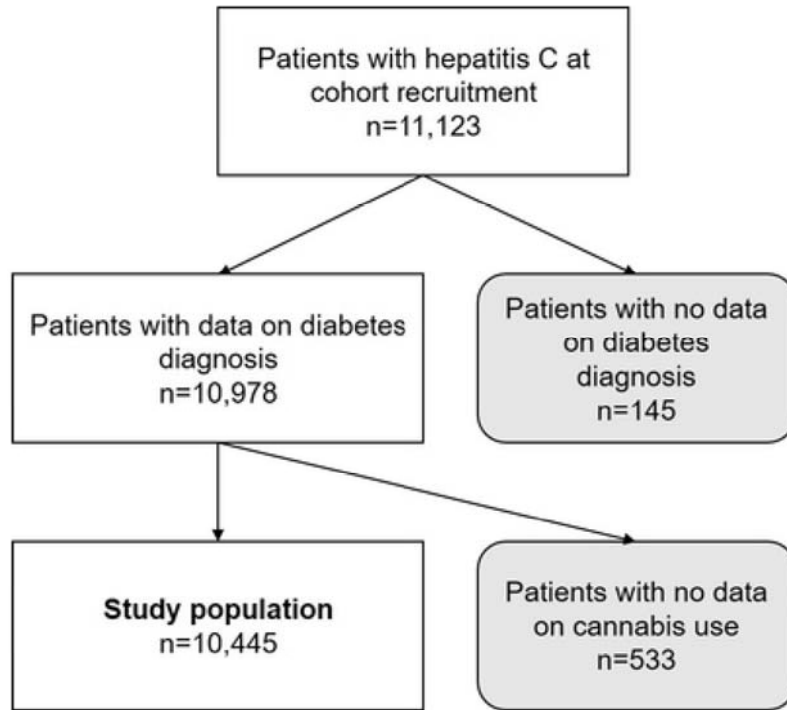 Patients with hepatitis C at
cohort recruitment
n=11,123
Patients with data on diabetes
diagnosis
n=10,978
Patients with no data
on diabetes
diagnosis
n=145
Study population
n=10,445
Patients with no data
on cannabis use
n=533